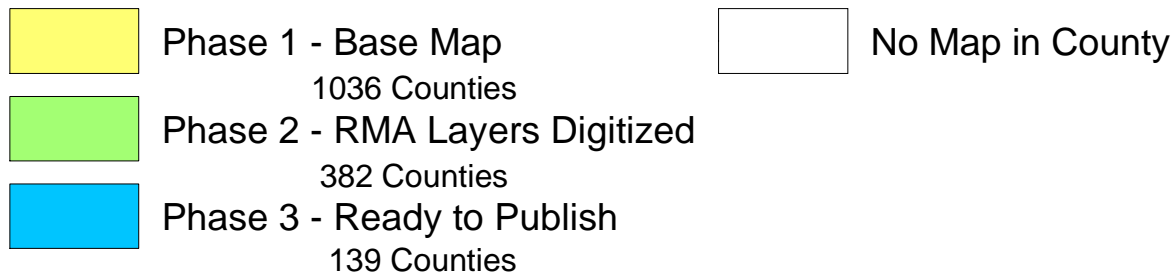 Phase 1 - Base Map
1036 Counties
Phase 2 - RMA Layers Digitized
382 Counties
Phase 3 - Ready to Publish
139 Counties
No Map in County